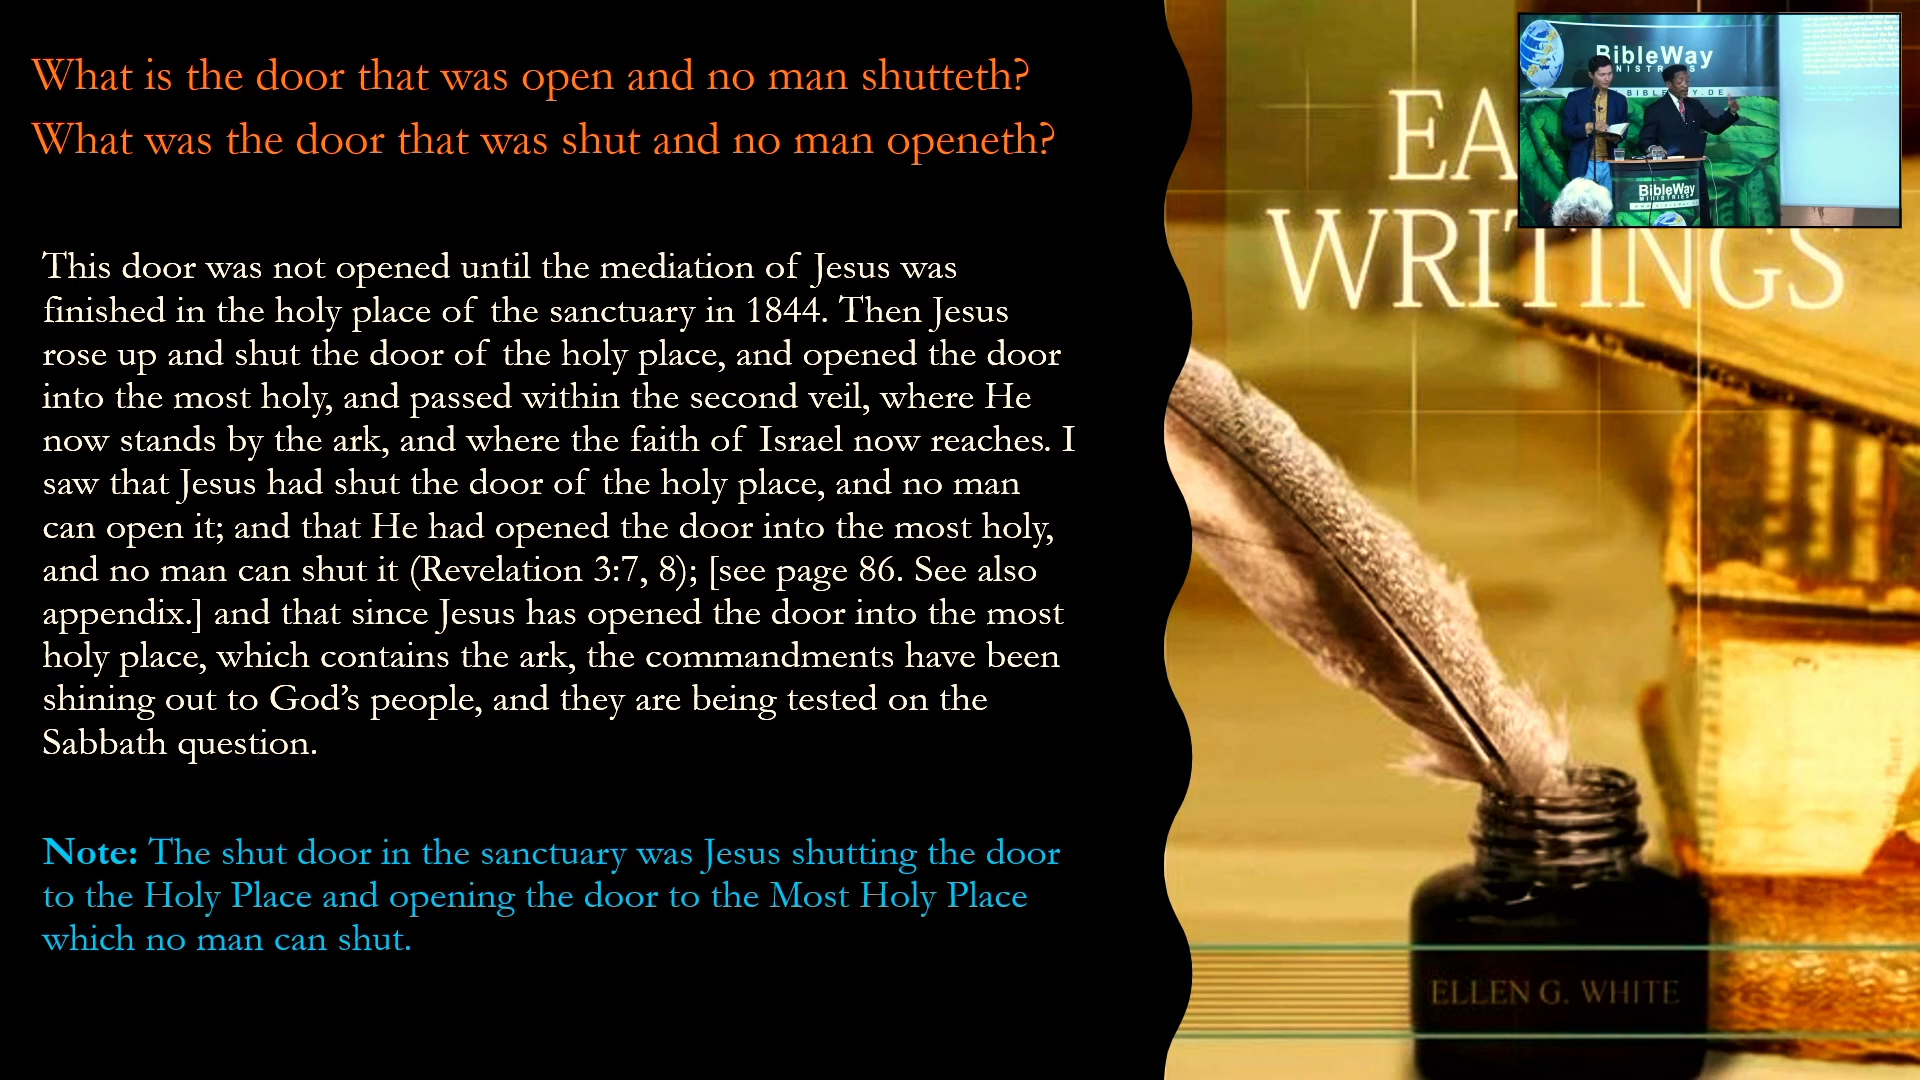 What is the door that was open and no man shutteth?
What was the door that was shut and no man openeth?
This door was not opened until the mediation of Jesus was
finished in the holy place of the sanctuary in 1844. Then Jesus
rose up and shut the door of the holy place, and opened the door
into the most holy, and passed within the second veil, where He
now stands by the ark, and where the faith of Israel now reaches. I
saw that Jesus had shut the door of the holy place, and no man
can open it; and that He had opened the door into the most holy,
and no man can shut it (Revelation 3:7, 8); [see page 86. See also
appendix.] and that since Jesus has opened the door into the most
holy place, which contains the ark, the commandments have been
shining out to God’s people, and they are being tested on the
Sabbath question.
Note: The shut door in the sanctuary was Jesus shutting the door
to the Holy Place and opening the door to the Most Holy Place
which no man can shut.
EA
WRITINGS
ELLEN G. WHITE
BibleWay
BibleWay
MINISTRIES